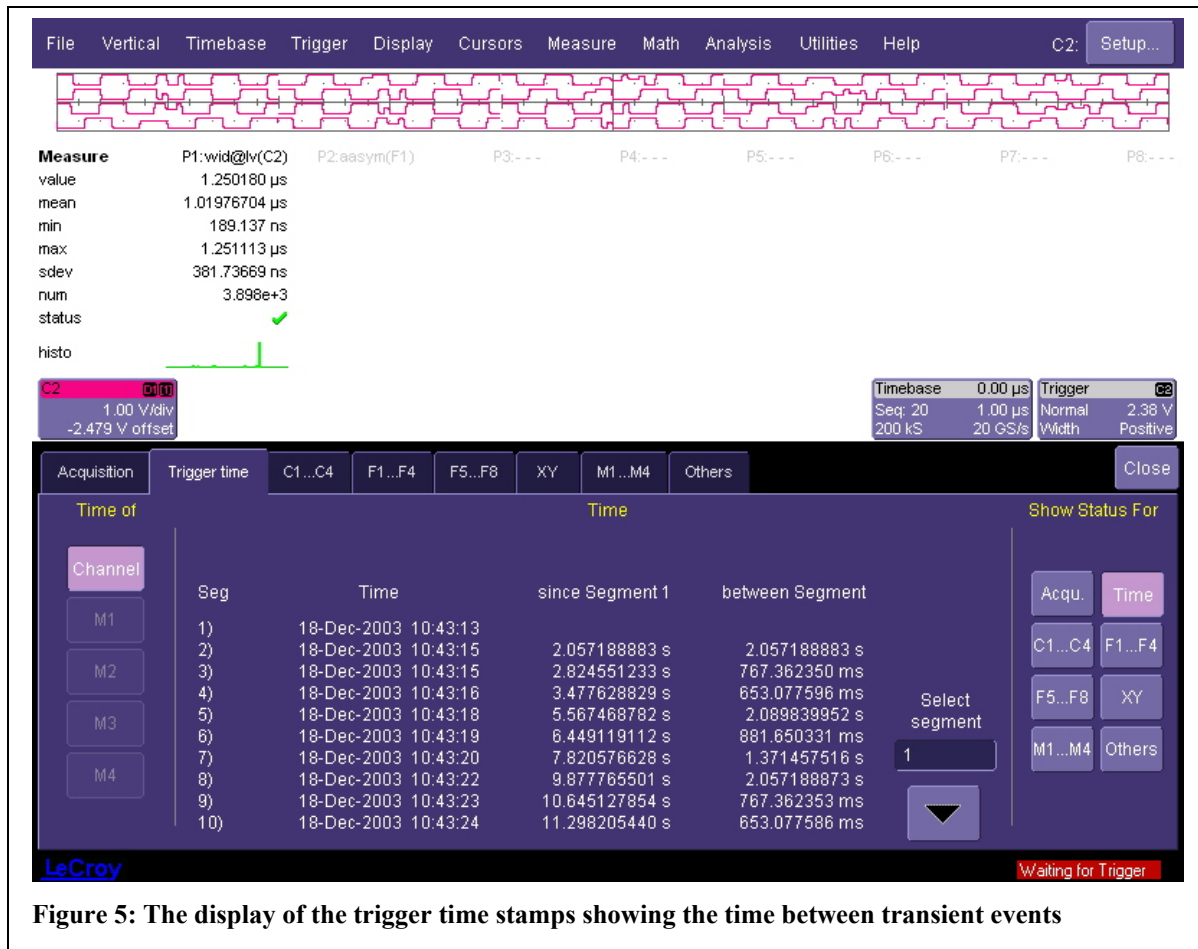 File Vertical Timebase Trigger Display Cursors Measure Math Analysis Utilities Help C2: Setup...
Measure P1:wid@lv(C2) P2:aasym(F1) P3:- - - P4:- - - P5:- - - P6:- - - P7:- - - P8:- - -
value 1.250180 µs
mean 1.01976704 µs
min 189.137 ns
max 1.251113 µs
sdev 381.73669 ns
num 3.898e+3
status
histo
C2 D1
1.00 V/div
-2.479 V offset
Timebase 0.00 µs
Seq: 20 1.00 µs
200 kS 20 GS/s
Trigger C2
Normal 2.38 V
Width Positive
Acquisition Trigger time C1...C4 F1...F4 F5...F8 XY M1...M4 Others Close
Time of Time Show Status For
Channel
M1
M2
M3
M4
Seg Time since Segment 1 between Segment
1) 18-Dec-2003 10:43:13
2) 18-Dec-2003 10:43:15 2.057188883 s 2.057188883 s
3) 18-Dec-2003 10:43:15 2.824551233 s 767.362350 ms
4) 18-Dec-2003 10:43:16 3.477628829 s 653.077596 ms
5) 18-Dec-2003 10:43:18 5.567468782 s 2.089839952 s
6) 18-Dec-2003 10:43:19 6.449119112 s 881.650331 ms
7) 18-Dec-2003 10:43:20 7.820576628 s 1.371457516 s
8) 18-Dec-2003 10:43:22 9.877765501 s 2.057188873 s
9) 18-Dec-2003 10:43:23 10.645127854 s 767.362353 ms
10) 18-Dec-2003 10:43:24 11.298205440 s 653.077586 ms
Select
segment
1
Acqu. Time
C1...C4 F1...F4
F5...F8 XY
M1...M4 Others
LeCroy
Waiting for Trigger
Figure 5: The display of the trigger time stamps showing the time between transient events